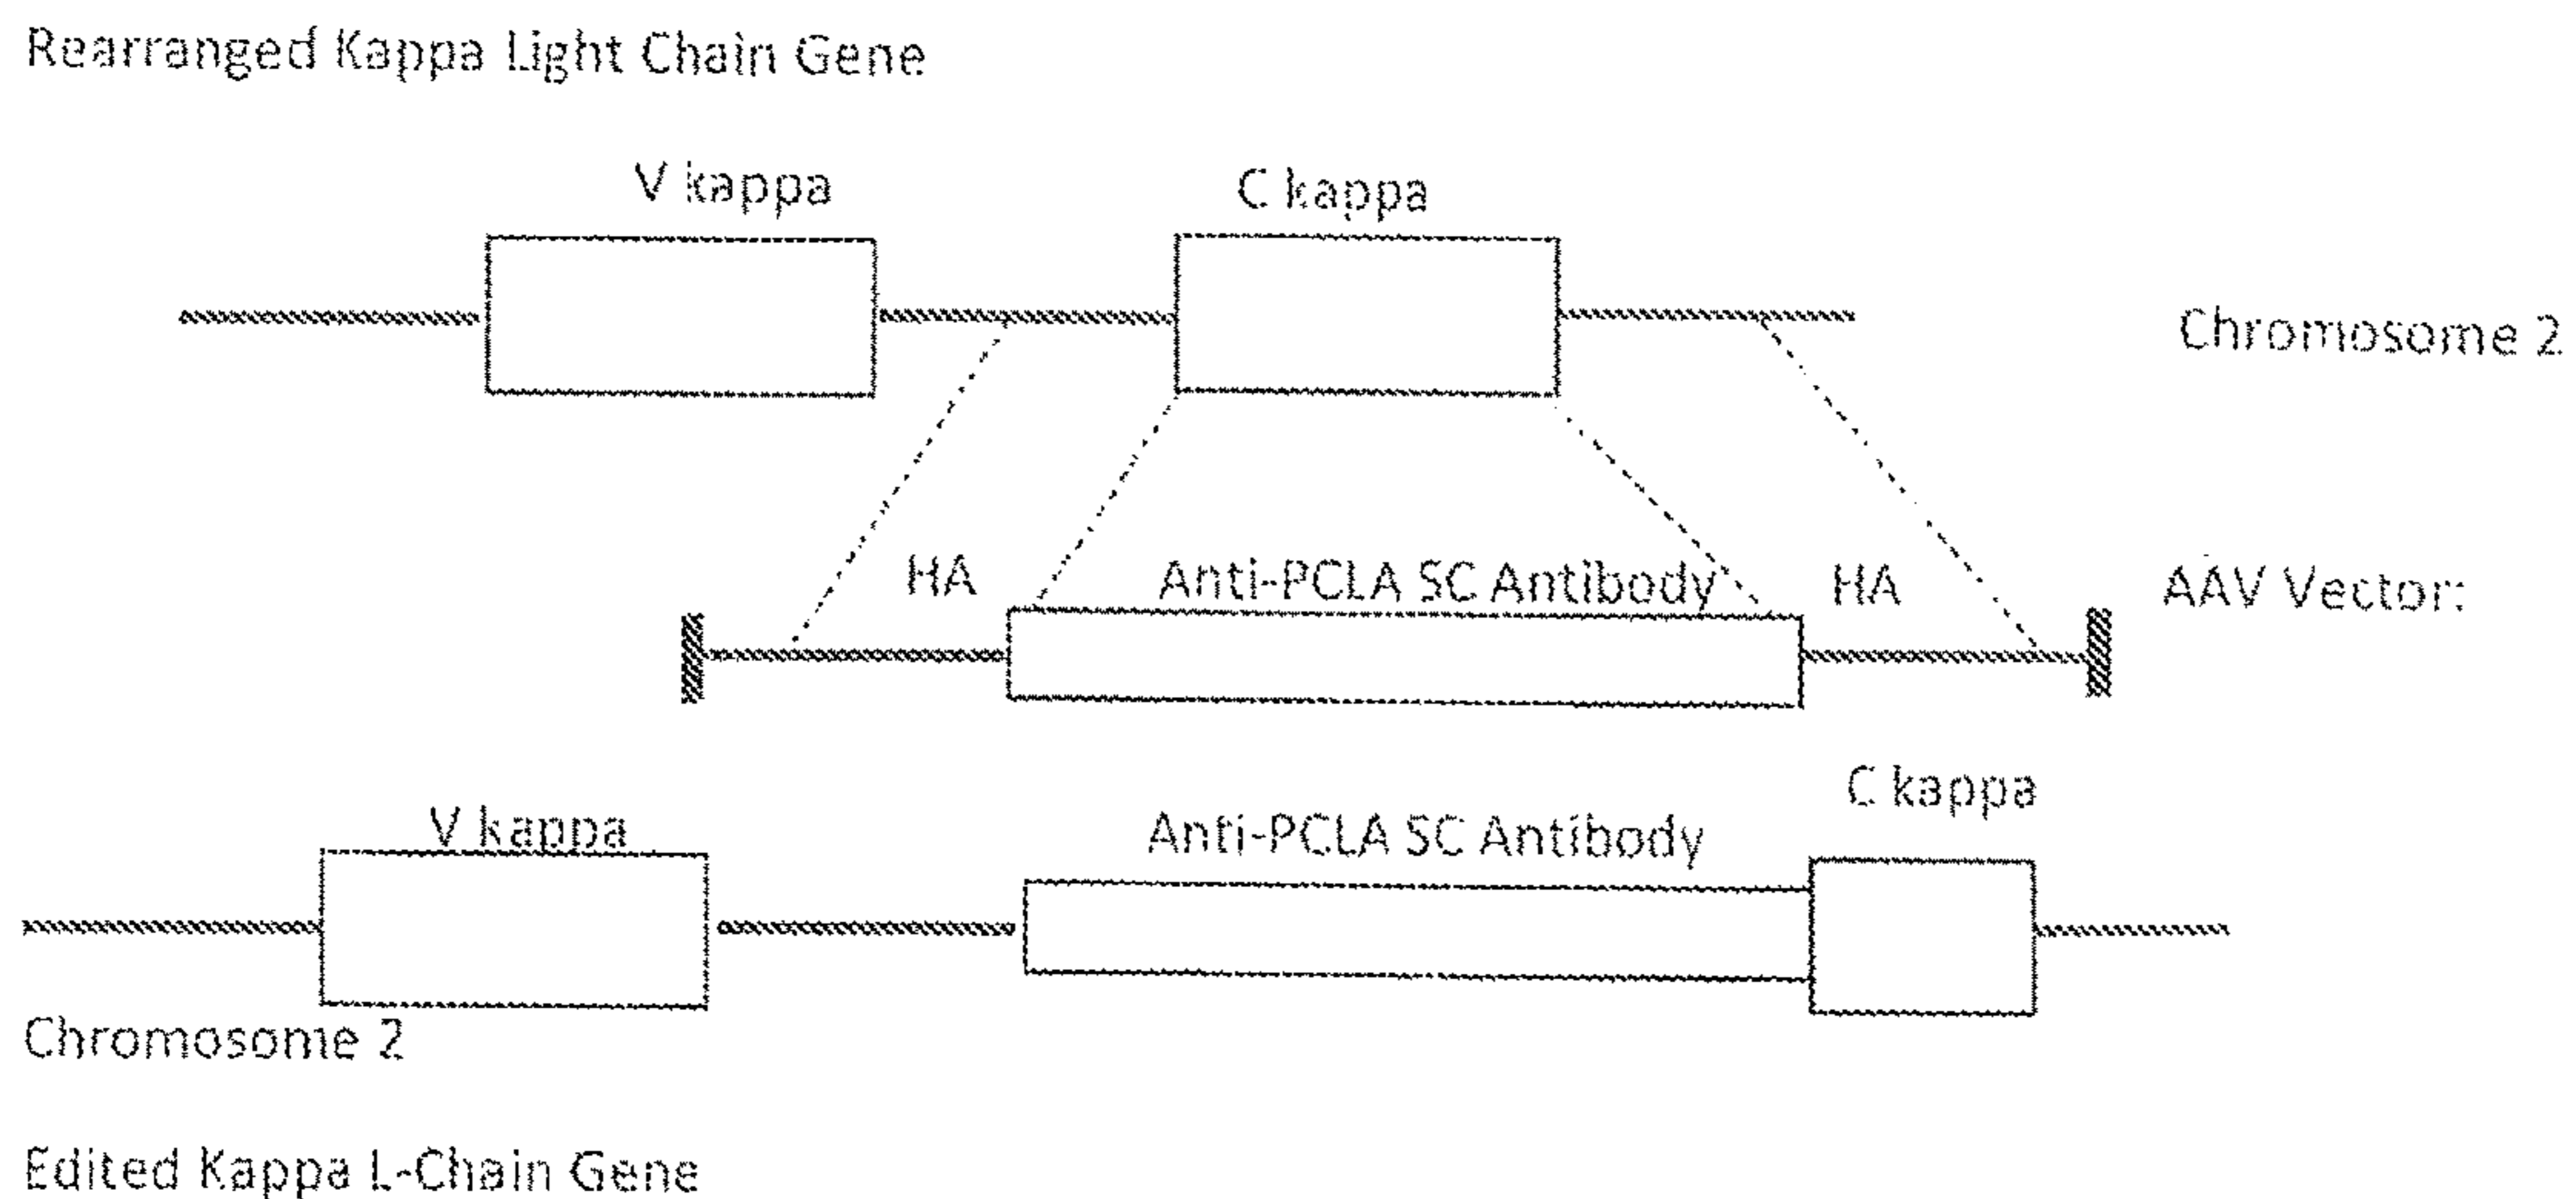 Rearranged Kappa Light Chain Gene
V kappa
C kappa
Chromosome 2
HA
Anti-PCLA SC Antibody
HA
AAV Vector:
V kappa
Anti-PCLA SC Antibody
C kappa
Chromosome 2
Edited Kappa L-Chain Gene